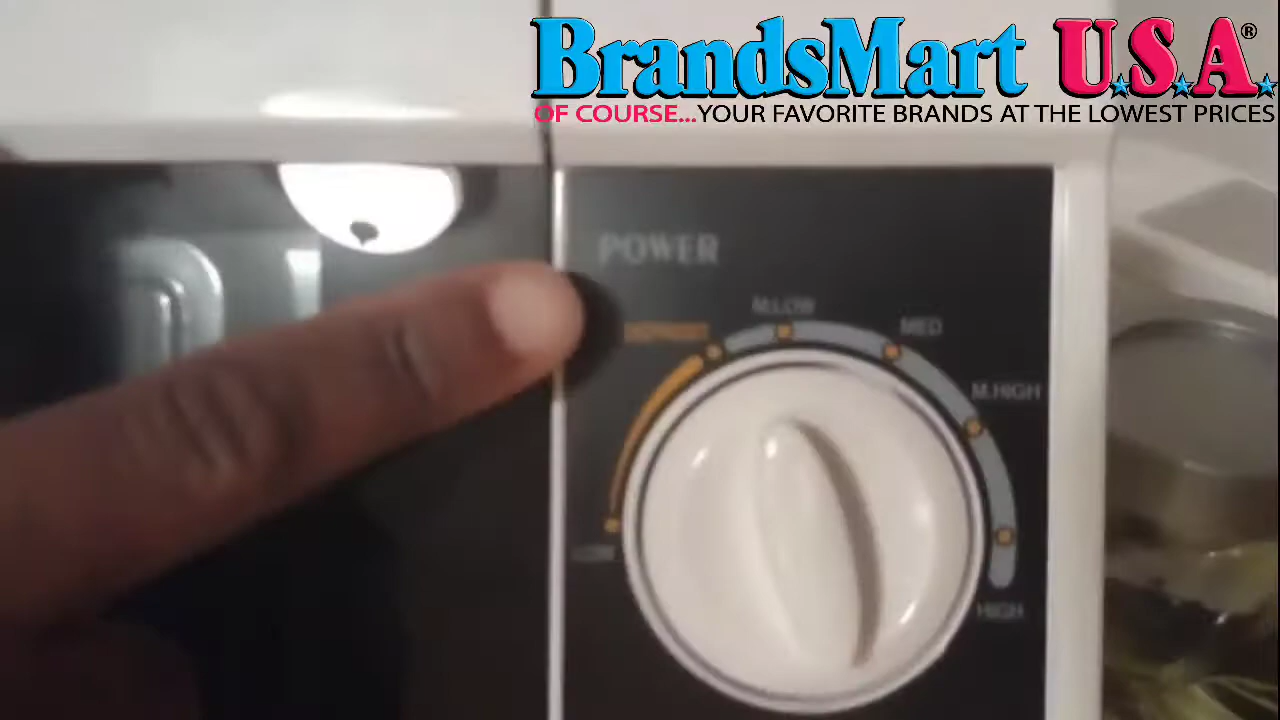 BrandsMart U.S.A.®
OF COURSE...YOUR FAVORITE BRANDS AT THE LOWEST PRICES
POWER
M.LOW
MED
M.HIGH
HIGH